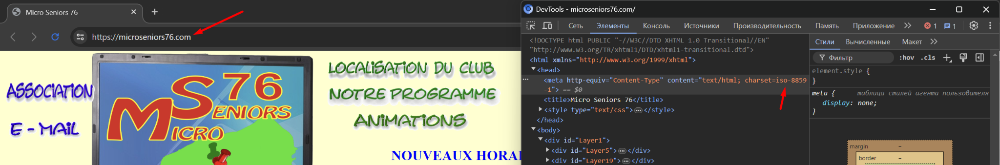 Micro Seniors 76
https://microseniors76.com
ASSOCIATION
E - MAIL
MICRO SENIORS 76
LOCALISATION DU CLUB
NOTRE PROGRAMME
ANIMATIONS
NOUVEAUX HORAI
DevTools - microseniors76.com/
Сеть Элементы Консоль Источники Производительность Память Приложение 1 1
<!DOCTYPE html PUBLIC "-//W3C//DTD XHTML 1.0 Transitional//EN"
"http://www.w3.org/TR/xhtml1/DTD/xhtml1-transitional.dtd">
<html xmlns="http://www.w3.org/1999/xhtml">
<head>
<meta http-equiv="Content-Type" content="text/html; charset=iso-8859
-1"> == $0
<title>Micro Seniors 76</title>
<style type="text/css"> … </style>
</head>
<body>
<div id="Layer1">
<div id="Layer5"> … </div>
<div id="Layer19"> … </div>
Стили Вычисленные Макет
Фильтр :hov .cls
element.style {
}
meta { таблица стилей агента пользователя
display: none;
}
margin –
border –